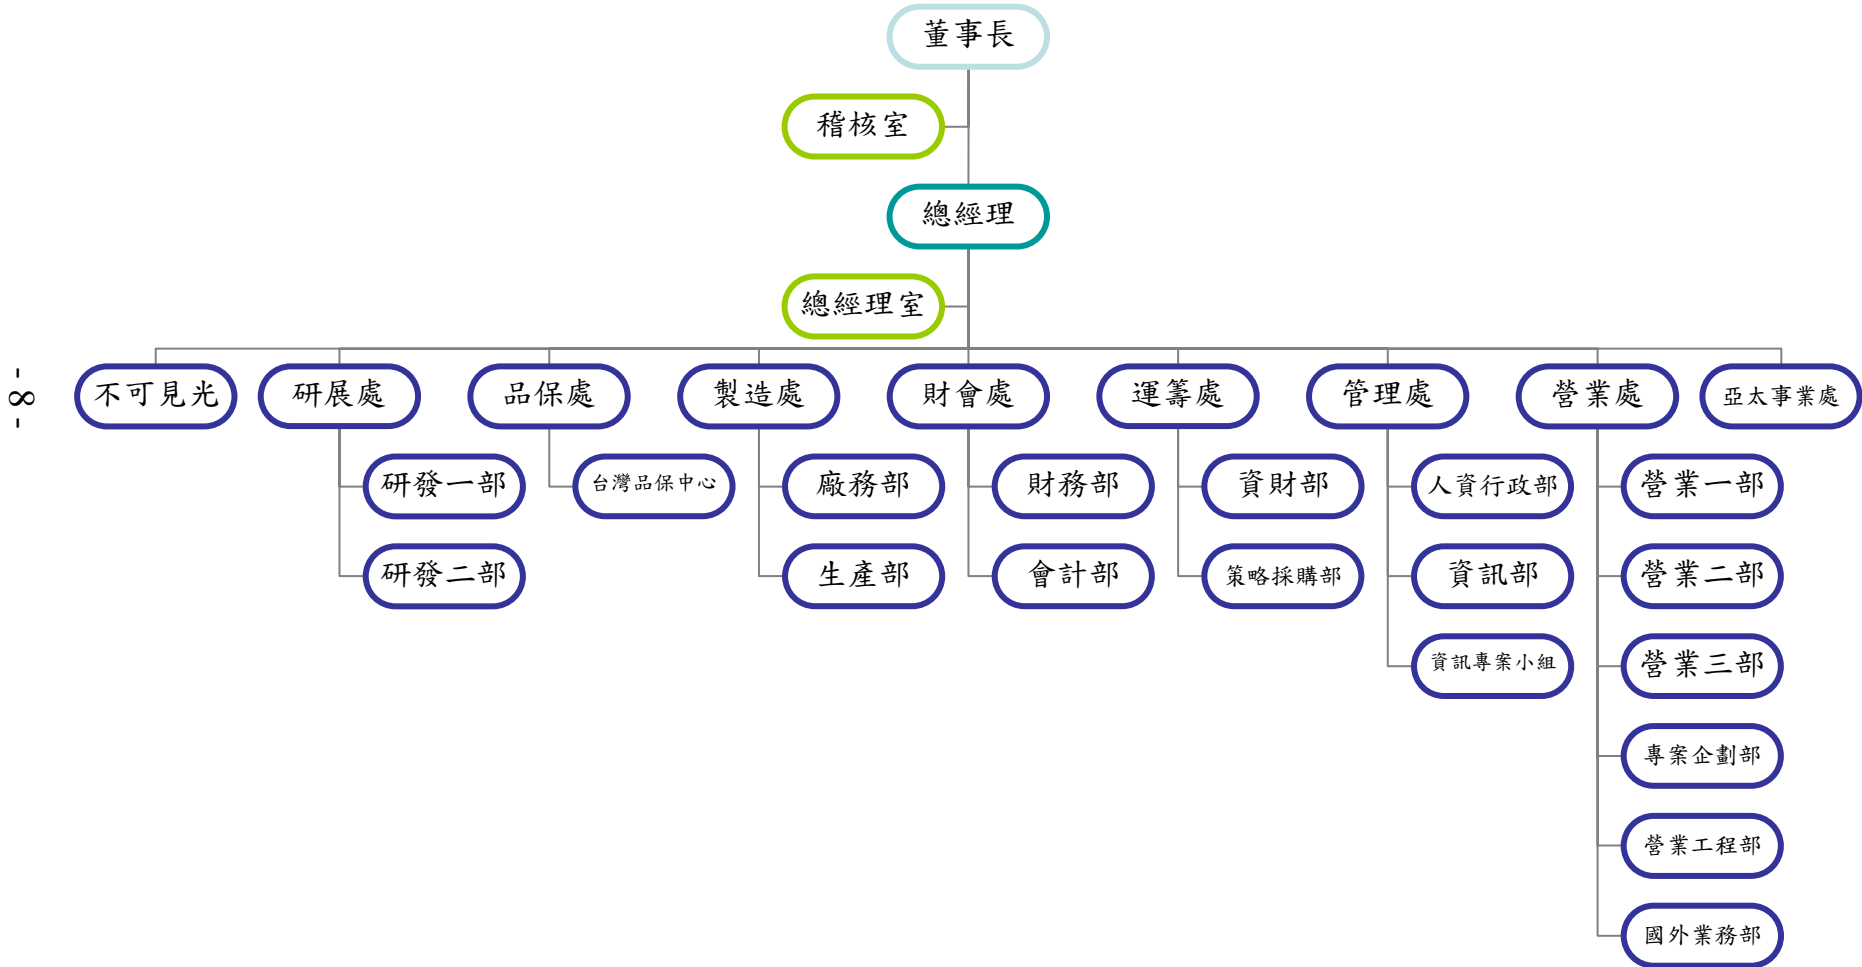 董事長
稽核室
總經理
總經理室
不可見光
研展處
品保處
製造處
財會處
運籌處
管理處
營業處
亞太事業處
研發一部
台灣品保中心
廠務部
財務部
資財部
人資行政部
營業一部
研發二部
生產部
會計部
策略採購部
資訊部
營業二部
資訊專案小組
營業三部
專案企劃部
營業工程部
國外業務部
- 8 -